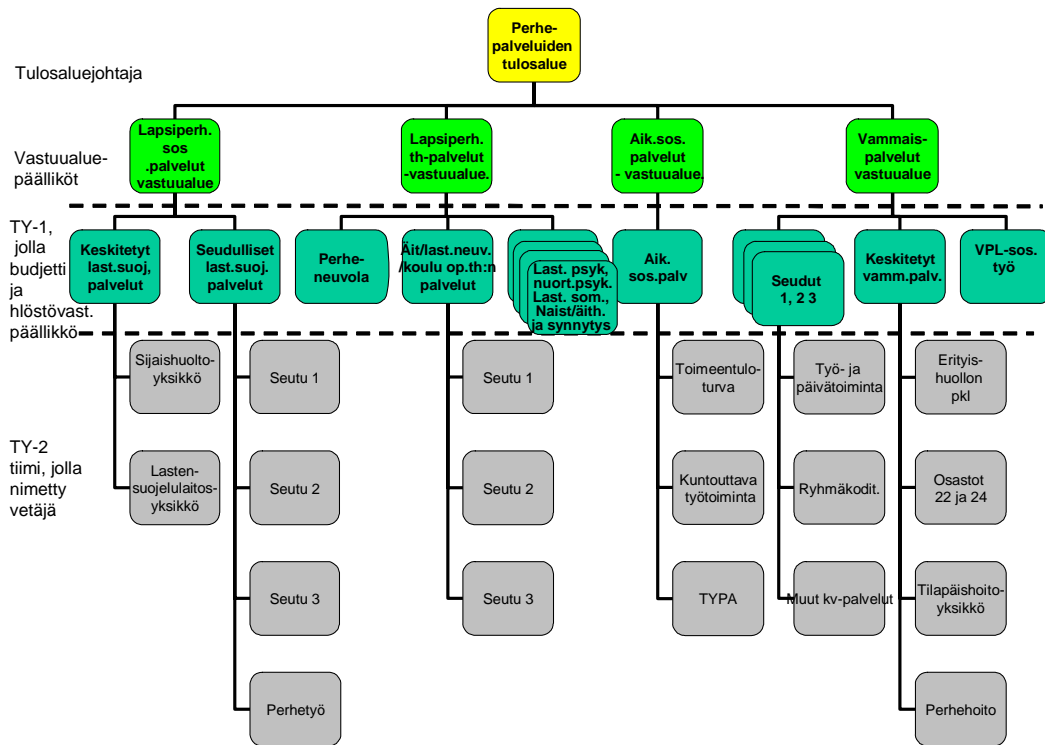 Perhe-
palveluiden
tulosalue
Tulosaluejohtaja
Lapsiperh.
sos
.palvelut
vastuualue
Lapsiperh.
th-palvelut
-vastuualue.
Aik.sos.
palvelut
- vastuualue.
Vammais-
palvelut
vastuualue
Vastuualue-
päälliköt
TY-1,
jolla
budjetti
ja
hlöstövast.
päällikkö
Keskitetyt
last.suoj,
palvelut
Seudulliset
last.suoj.
palvelut
Perhe-
neuvola
Äit/last.neuv.
/koulu op.th:n
palvelut
Last. psyk,
nuort.psyk.
Last. som.,
Naist/äith.
ja synnytys
Aik.
sos.palv
Seudut
1, 2 3
Keskitetyt
vamm.palv.
VPL-sos.
työ
Sijaishuolto-
yksikkö
Seutu 1
Seutu 1
Toimeentulo-
turva
Työ- ja
päivätoiminta
Erityis-
huollon
pkl
TY-2
tiimi, jolla
nimetty
vetäjä
Lasten-
suojelulaitos-
yksikkö
Seutu 2
Seutu 2
Kuntouttava
työtoiminta
Ryhmäkodit.
Osastot
22 ja 24
Seutu 3
Seutu 3
TYPA
Muut kv-palvelut
Tilapäishoito-
yksikkö
Perhetyö
Perhehoito